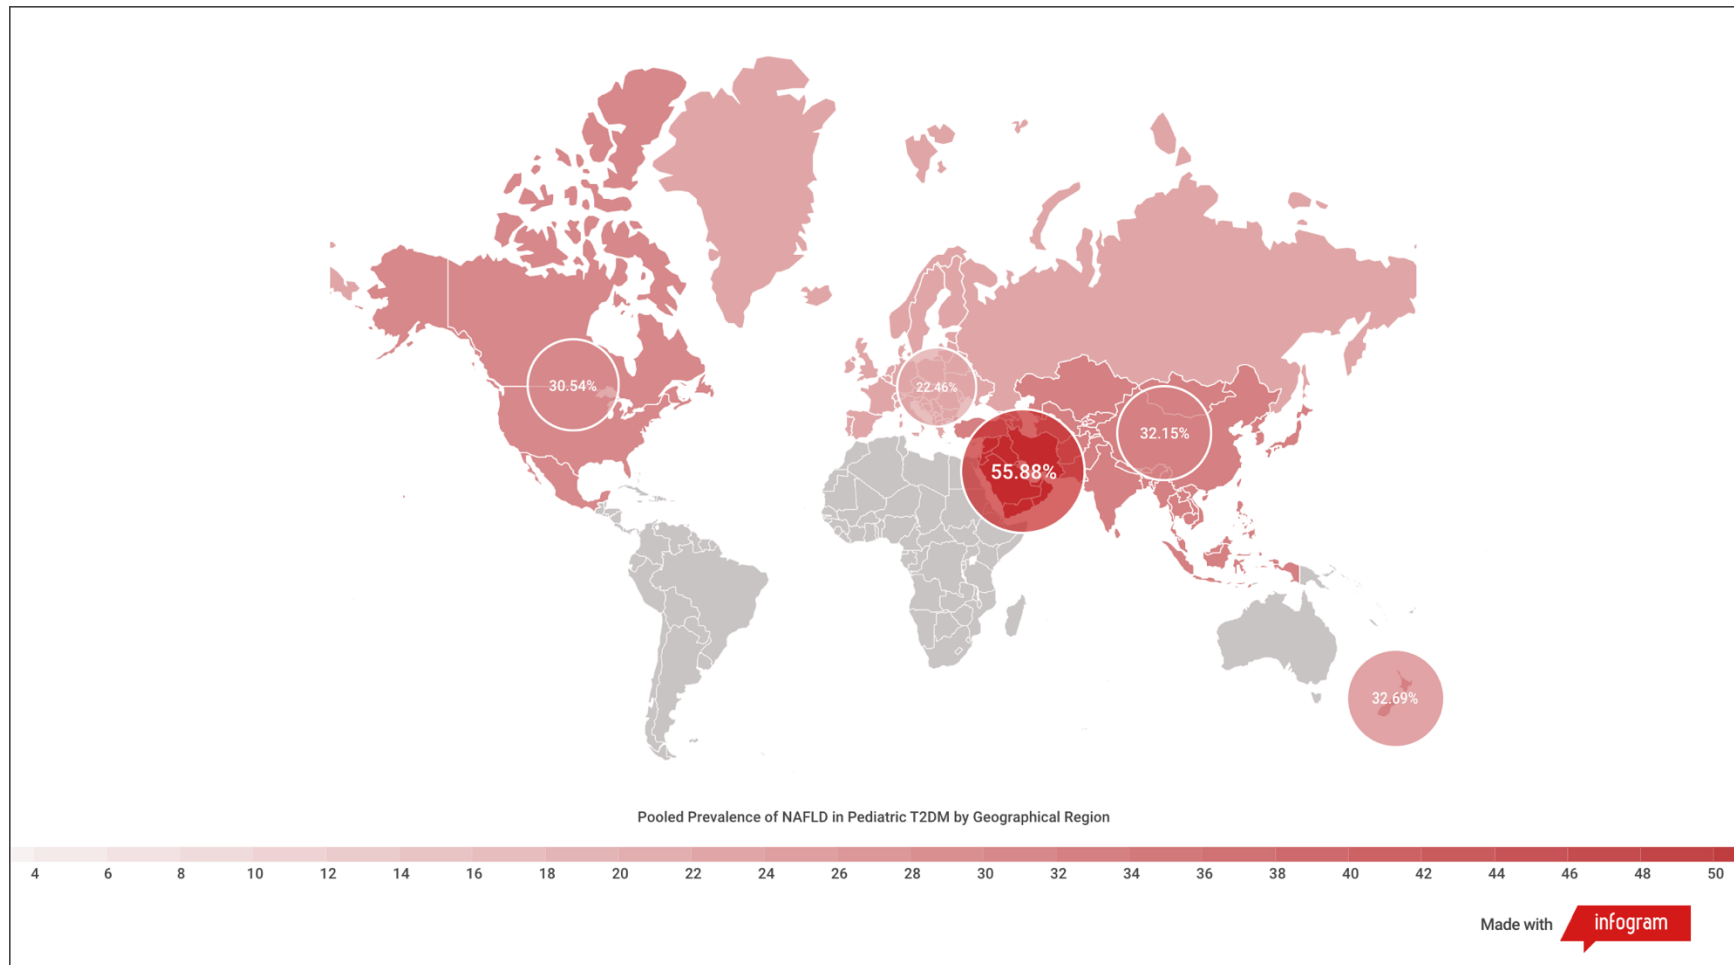 30.54%
22.46%
32.15%
55.88%
32.69%
Pooled Prevalence of NAFLD in Pediatric T2DM by Geographical Region
4 6 8 10 12 14 16 18 20 22 24 26 28 30 32 34 36 38 40 42 44 46 48 50
Made with infogram